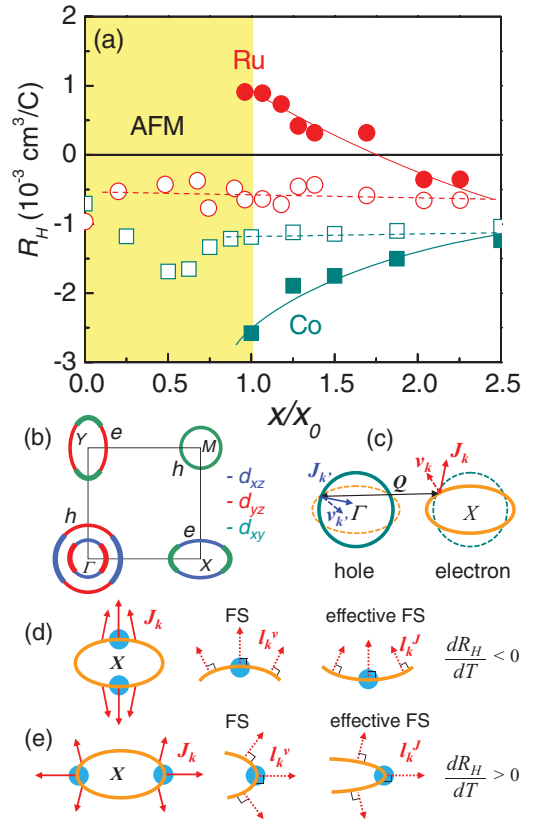 (a)
Ru
AFM
Co
R_H (10^-3 cm^3/C)
1
0
-1
-2
-3
0.0 0.5 1.0 1.5 2.0 2.5
x/x_0
(b)
Y e M
h
- d_xz
- d_yz
- d_xy
h e
Γ X
(c)
J_k' Q v_k J_k
v_k' Γ X
hole electron
(d)
J_k FS effective FS
X l_k^v l_k^J dR_H/dT < 0
(e)
FS effective FS
X J_k l_k^v l_k^J dR_H/dT > 0